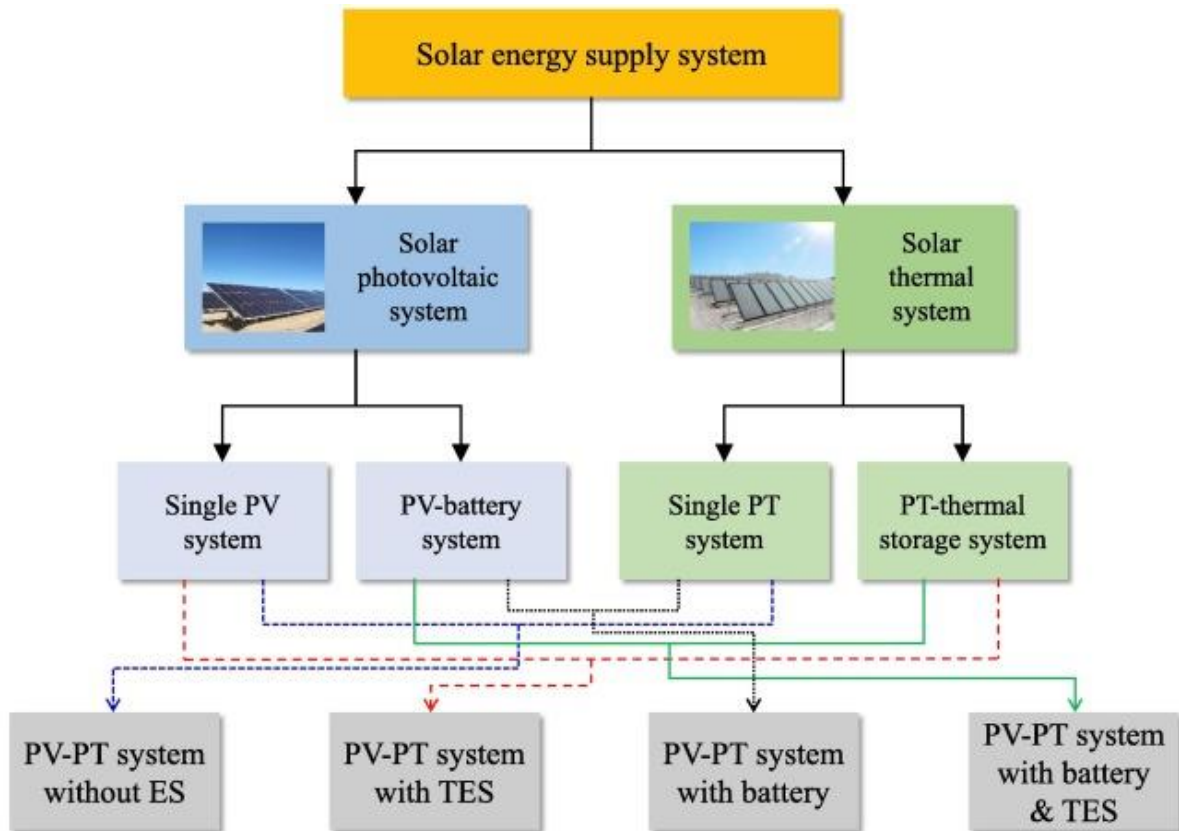 Solar energy supply system
Solar
photovoltaic
system
Solar
thermal
system
Single PV
system
PV-battery
system
Single PT
system
PT-thermal
storage system
PV-PT system
without ES
PV-PT system
with TES
PV-PT system
with battery
PV-PT system
with battery
& TES